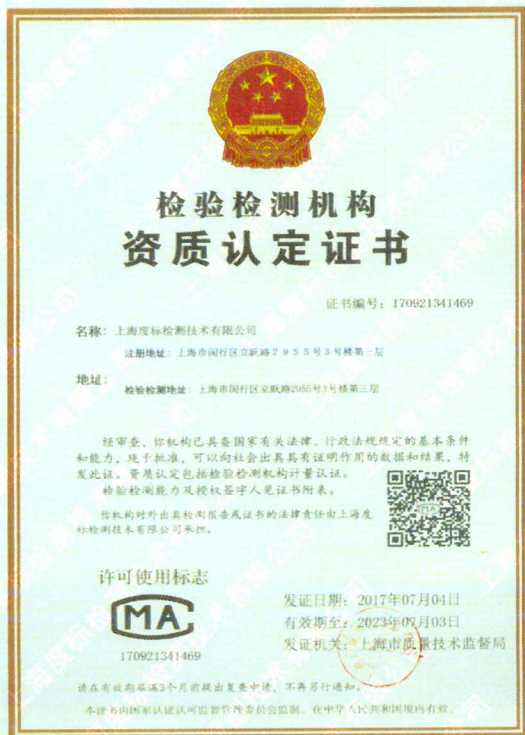 检验检测机构
资质认定证书
证书编号：170921341469
名称：上海度标检测技术有限公司
注册地址：上海市闵行区立跃路２９５５号３号楼第三层
地址：
检验检测地址：上海市闵行区立跃路2955号3号楼第三层
经审查，你机构已具备国家有关法律、行政法规规定的基本条件
和能力，现予批准，可以向社会出具具有证明作用的数据和结果，特
发此证。资质认定包括检验检测机构计量认证。
检验检测能力及授权签字人见证书附表。
你机构对外出具检测报告或证书的法律责任由上海度
标检测技术有限公司承担。
许可使用标志
MA
170921341469
发证日期：2017年07月04日
有效期至：2023年07月03日
发证机关：上海市质量技术监督局
请在有效期届满3个月前提出复查申请，不再另行通知。
本证书由国家认证认可监督管理委员会监制，在中华人民共和国境内有效。